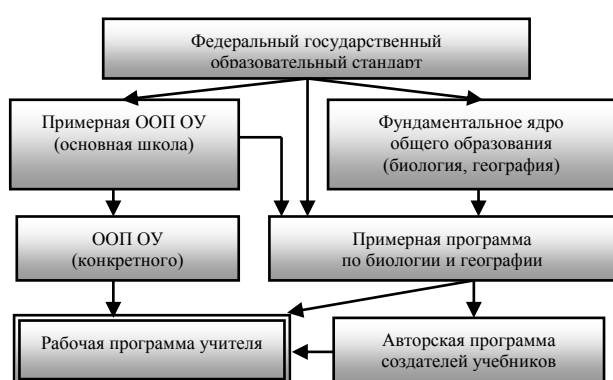 Федеральный государственный
образовательный стандарт
Примерная ООП ОУ
(основная школа)
Фундаментальное ядро
общего образования
(биология, география)
ООП ОУ
(конкретного)
Примерная программа
по биологии и географии
Рабочая программа учителя
Авторская программа
создателей учебников